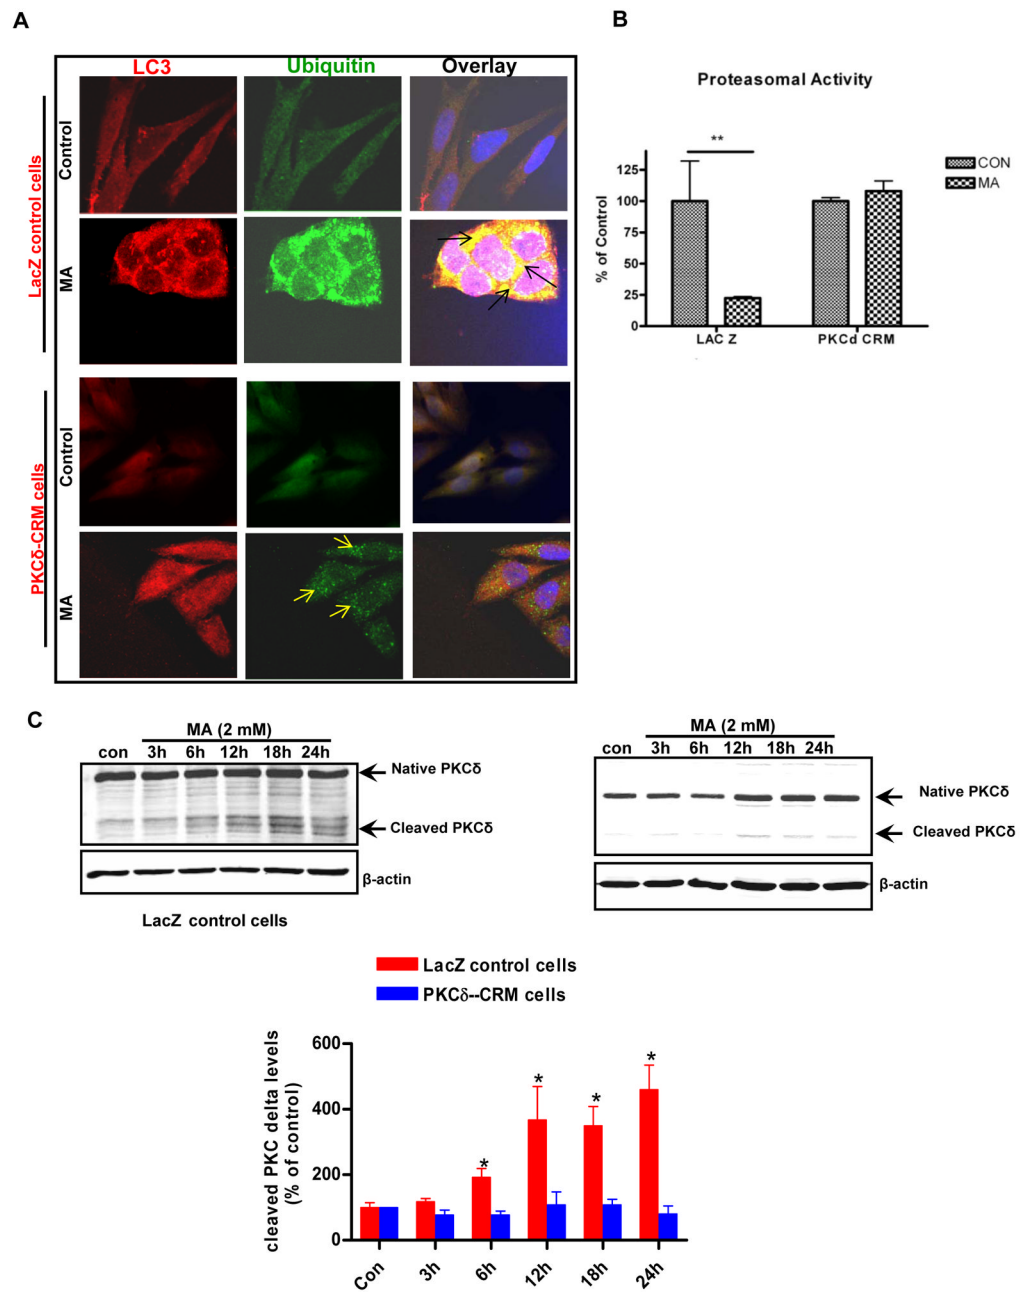 A
LC3
Ubiquitin
Overlay
LacZ control cells
Control
MA
PKCδ-CRM cells
Control
MA
B
Proteasomal Activity
**
% of Control
125
100
75
50
25
0
LAC Z
PKCd CRM
CON
MA
C
MA (2 mM)
con 3h 6h 12h 18h 24h
Native PKCδ
Cleaved PKCδ
β-actin
LacZ control cells
MA (2 mM)
con 3h 6h 12h 18h 24h
Native PKCδ
Cleaved PKCδ
β-actin
LacZ control cells
PKCδ--CRM cells
cleaved PKC delta levels
(% of control)
600
400
200
0
* * * *
Con 3h 6h 12h 18h 24h